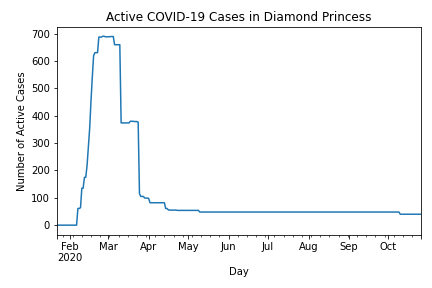 Active COVID-19 Cases in Diamond Princess
Number of Active Cases
700
600
500
400
300
200
100
0
Feb Mar Apr May Jun Jul Aug Sep Oct
2020
Day